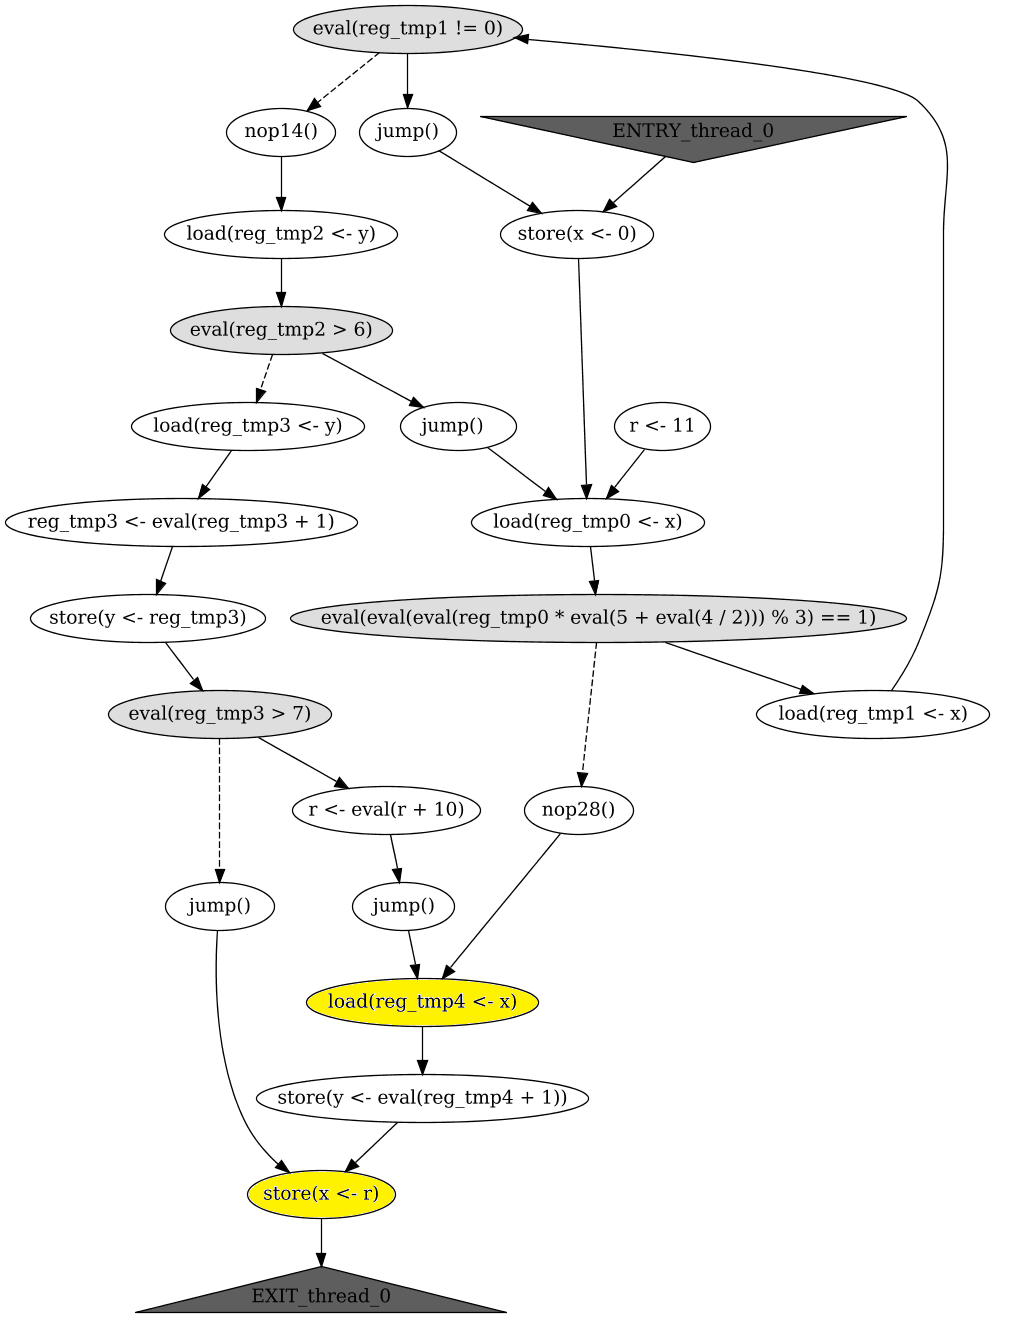 eval(reg_tmp1 != 0)
nop14()
jump()
ENTRY_thread_0
load(reg_tmp2 <- y)
store(x <- 0)
eval(reg_tmp2 > 6)
load(reg_tmp3 <- y)
jump()
r <- 11
reg_tmp3 <- eval(reg_tmp3 + 1)
load(reg_tmp0 <- x)
store(y <- reg_tmp3)
eval(eval(eval(reg_tmp0 * eval(5 + eval(4 / 2))) % 3) == 1)
eval(reg_tmp3 > 7)
load(reg_tmp1 <- x)
r <- eval(r + 10)
nop28()
jump()
jump()
load(reg_tmp4 <- x)
store(y <- eval(reg_tmp4 + 1))
store(x <- r)
EXIT_thread_0